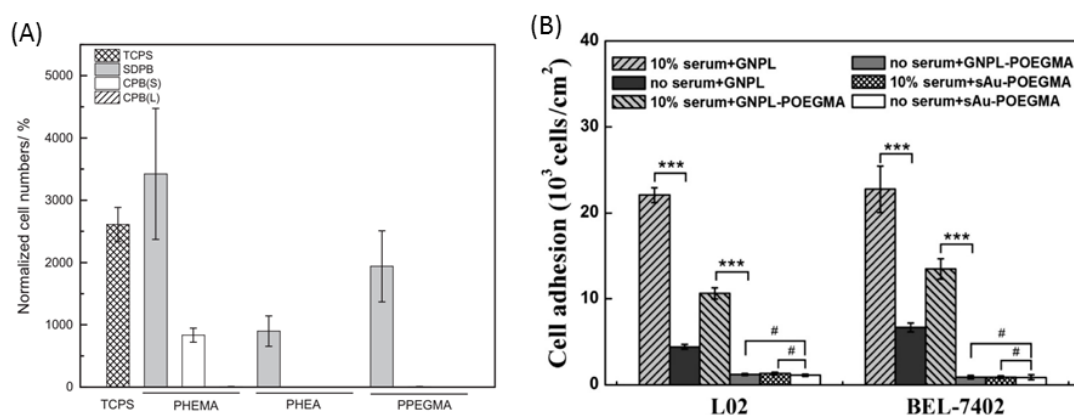 (A)
TCPS
SDPB
CPB(S)
CPB(L)
Normalized cell numbers/ %
5000
4000
3000
2000
1000
0
TCPS
PHEMA
PHEA
PPEGMA
(B)
10% serum+GNPL
no serum+GNPL
10% serum+GNPL-POEGMA
no serum+GNPL-POEGMA
10% serum+sAu-POEGMA
no serum+sAu-POEGMA
Cell adhesion (10³ cells/cm²)
40
30
20
10
0
***
***
#
#
***
***
#
#
L02
BEL-7402